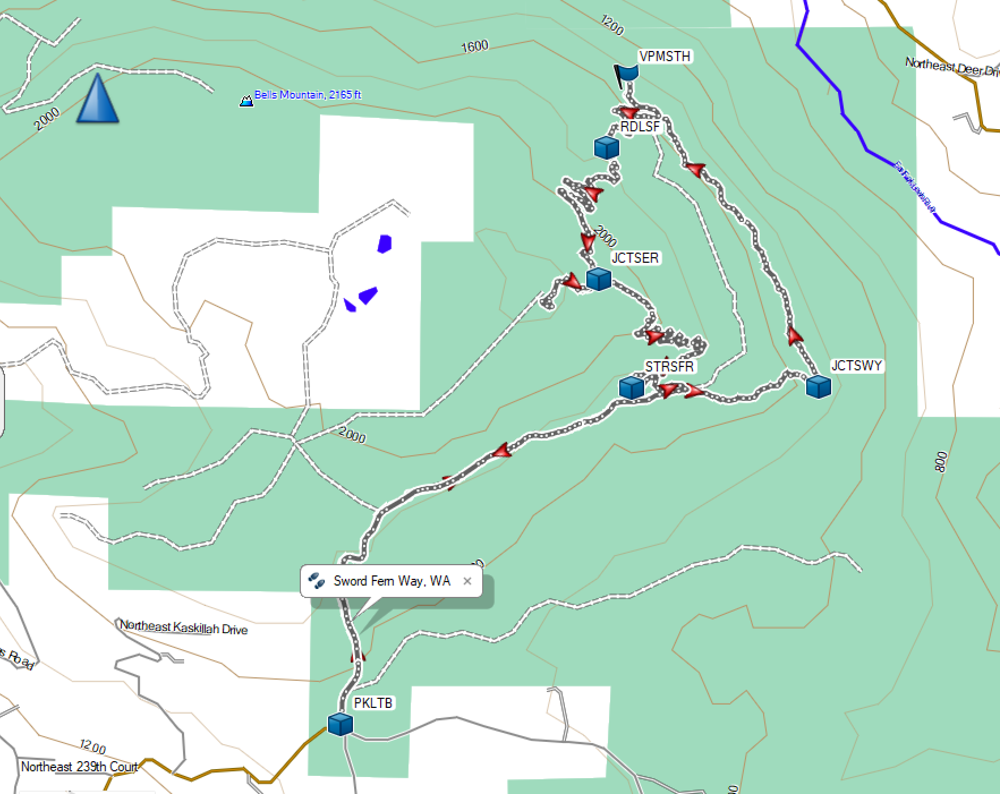 1200
VPMSTH
1600
Northeast Deer Dri
Bells Mountain, 2165 ft
2000
RDLSF
2000
JCTSER
STRSFR
JCTSWY
2000
800
Sword Fern Way, WA
Northeast Kaskillah Drive
s Road
PKLTB
1200
Northeast 239th Court